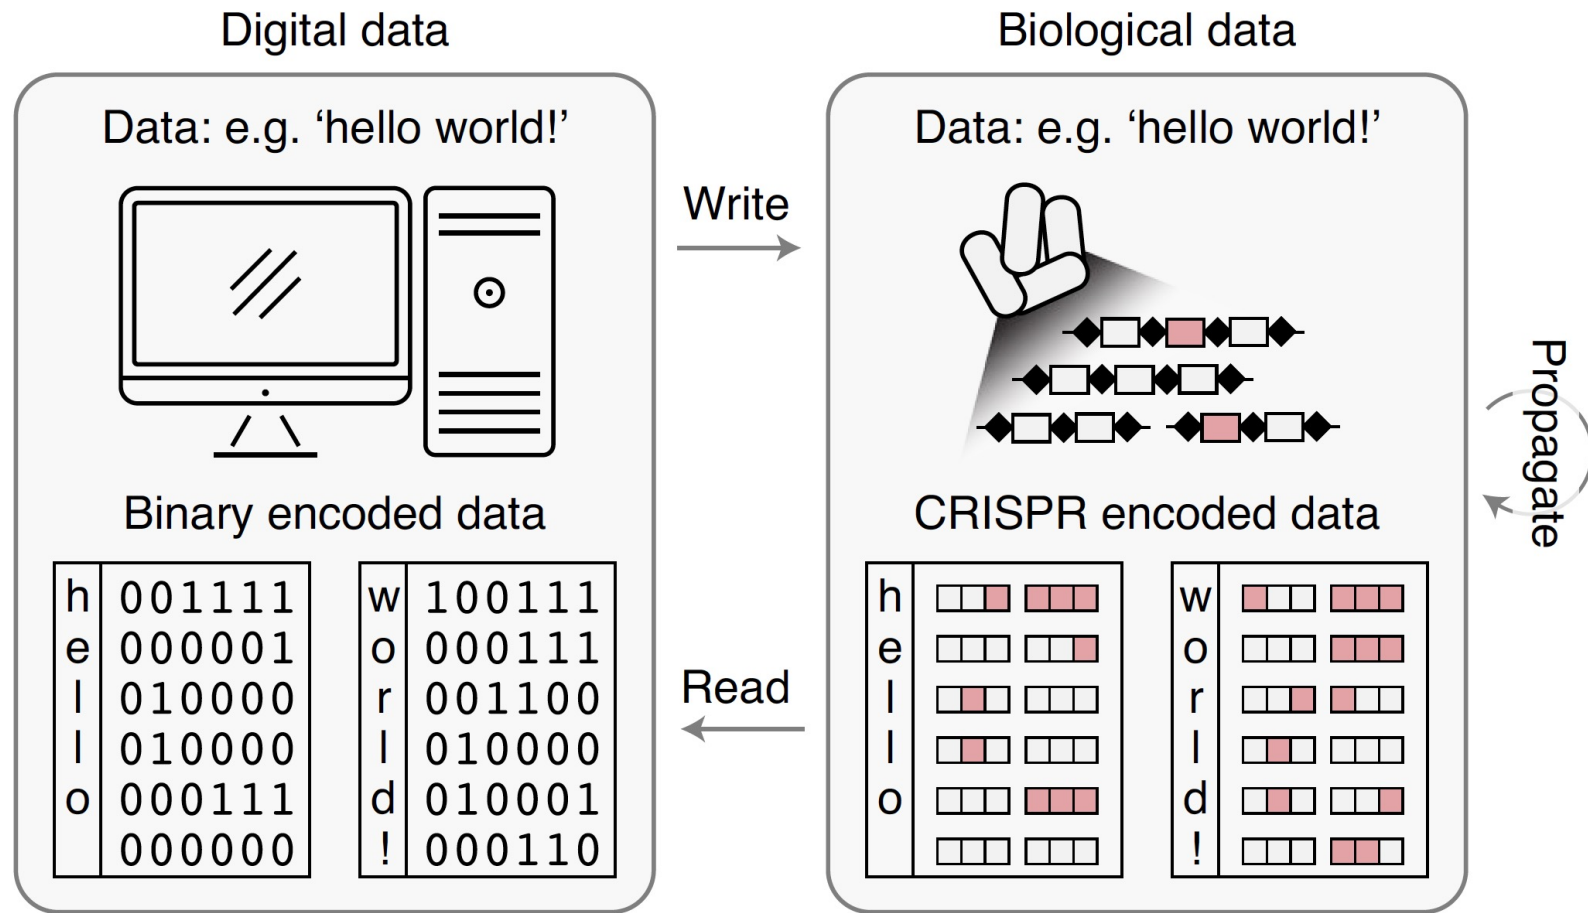 Digital data
Data: e.g. ‘hello world!’
Binary encoded data
h 001111
e 000001
l 010000
l 010000
o 000111
000000
w 100111
o 000111
r 001100
l 010000
d 010001
! 000110
Write
Read
Biological data
Data: e.g. ‘hello world!’
CRISPR encoded data
h
e
l
l
o
w
o
r
l
d
!
Propagate